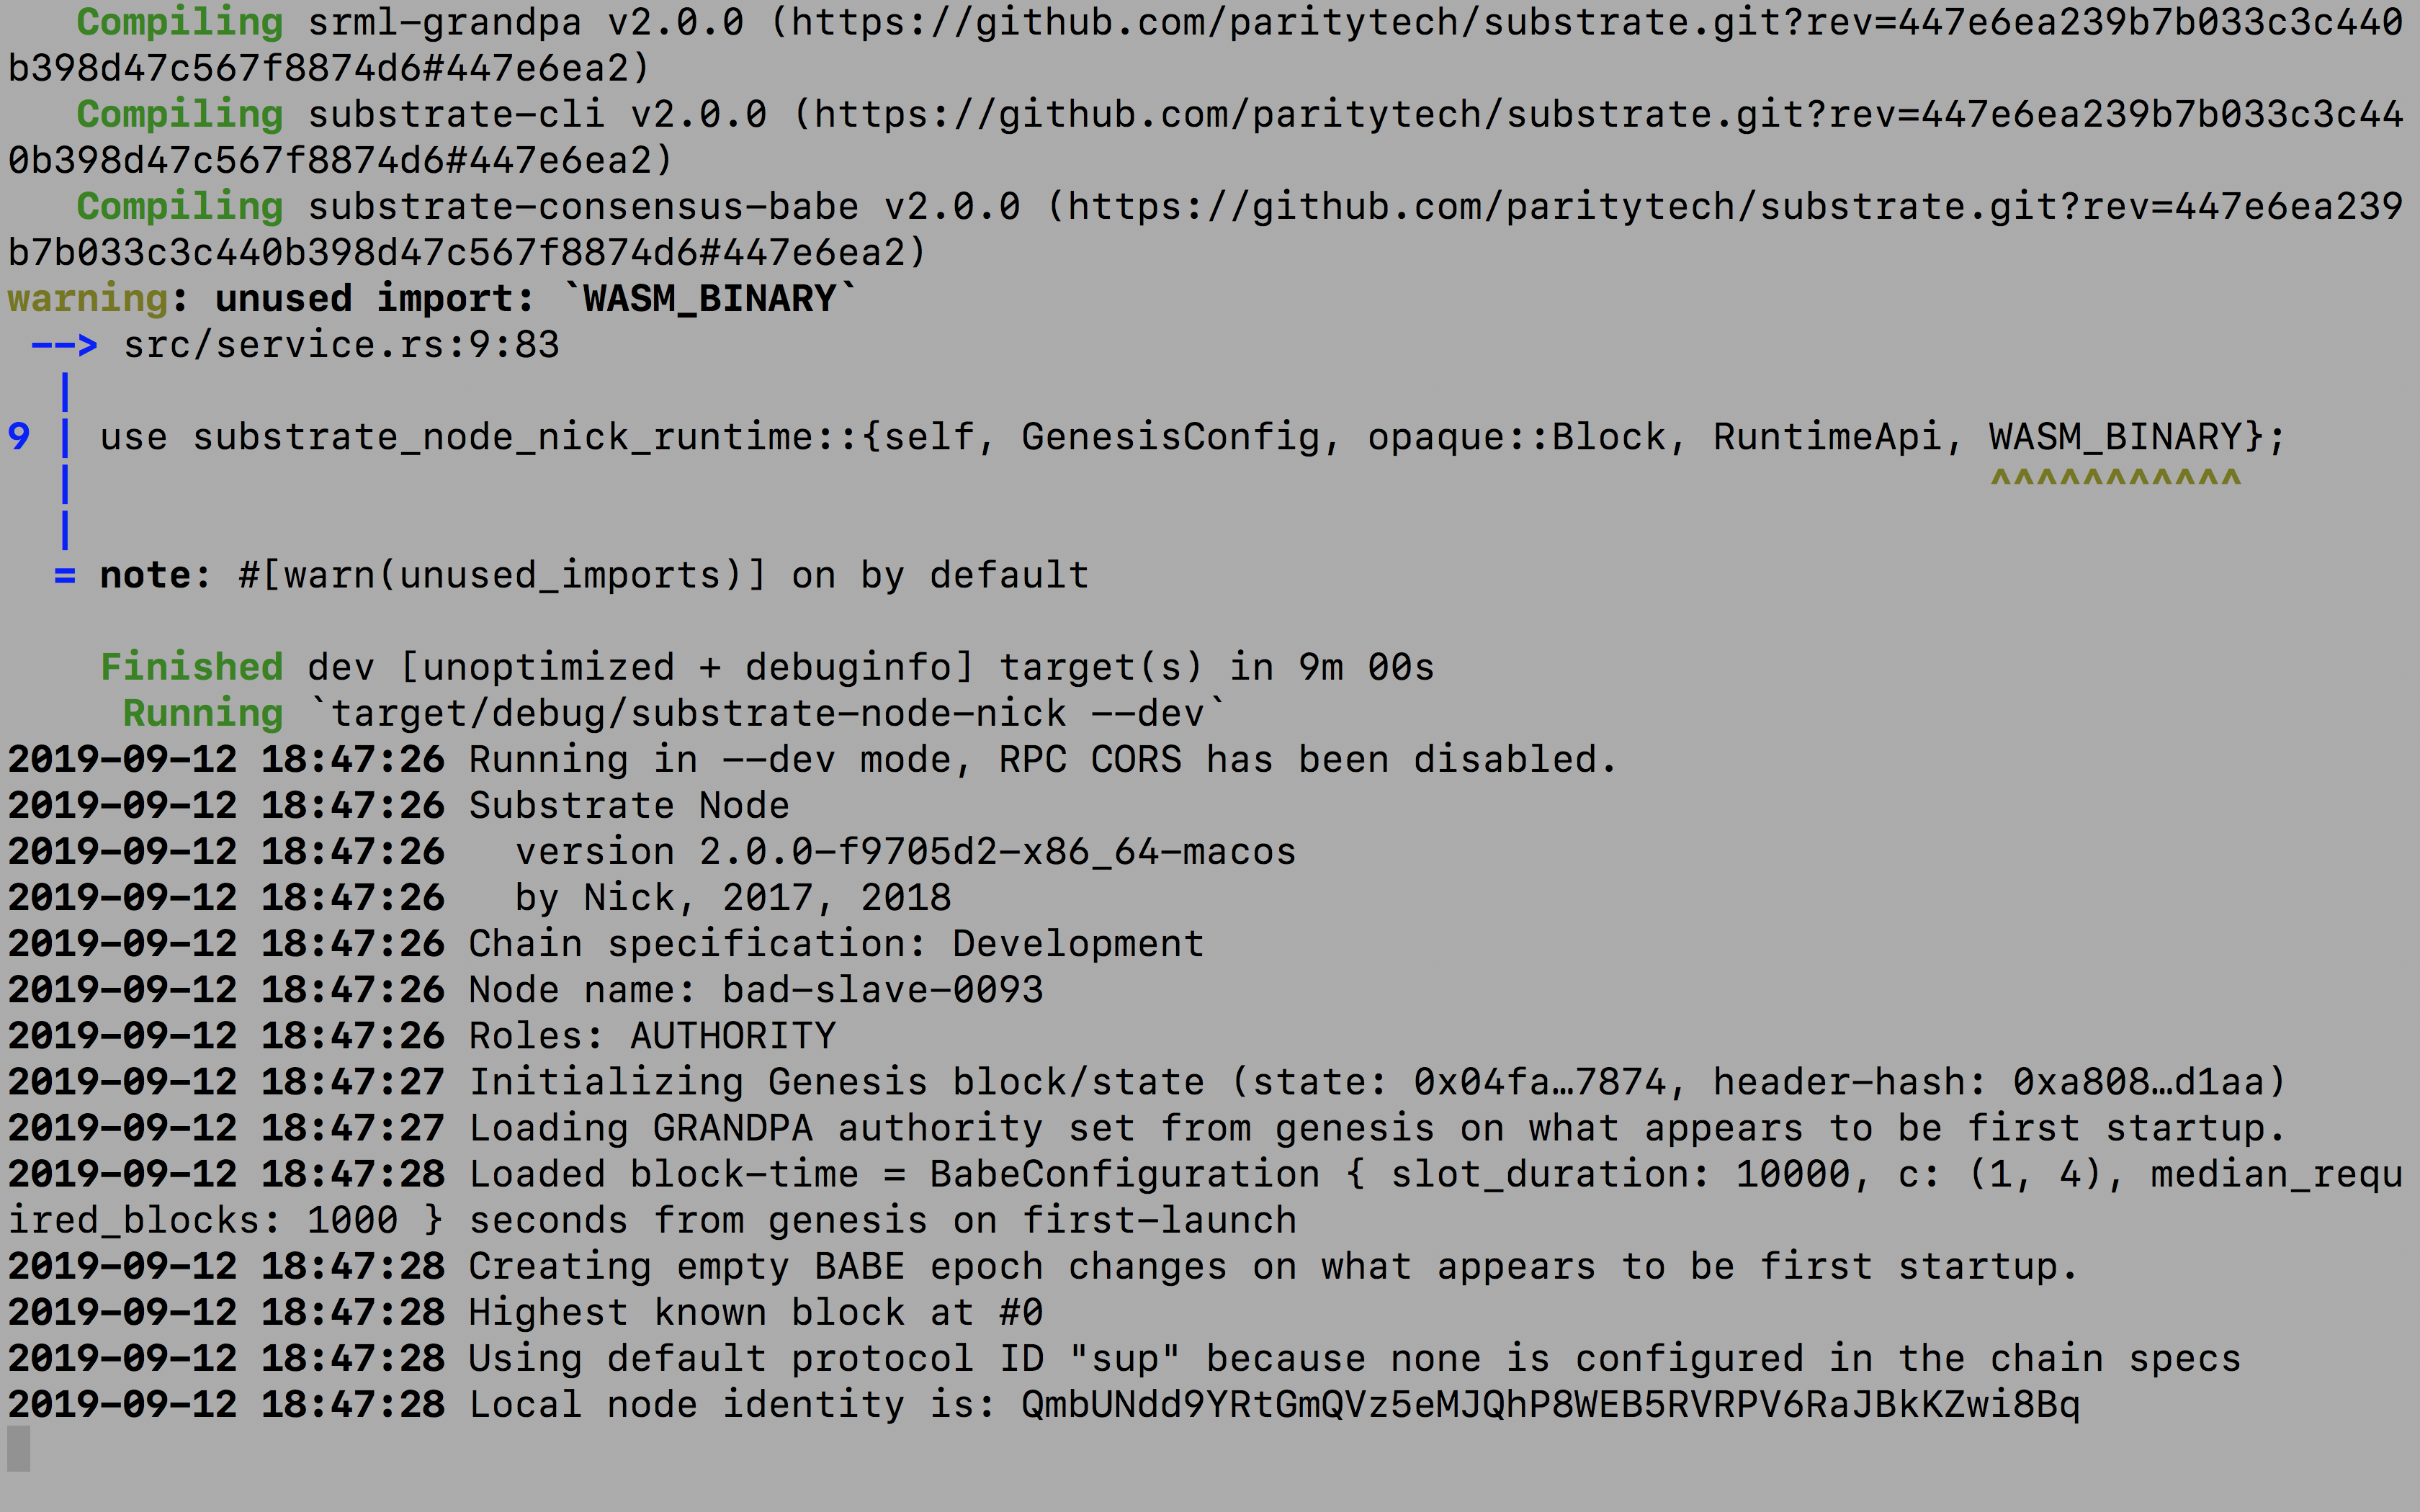 Compiling srml-grandpa v2.0.0 (https://github.com/paritytech/substrate.git?rev=447e6ea239b7b033c3c440
b398d47c567f8874d6#447e6ea2)
Compiling substrate-cli v2.0.0 (https://github.com/paritytech/substrate.git?rev=447e6ea239b7b033c3c44
0b398d47c567f8874d6#447e6ea2)
Compiling substrate-consensus-babe v2.0.0 (https://github.com/paritytech/substrate.git?rev=447e6ea239
b7b033c3c440b398d47c567f8874d6#447e6ea2)
warning: unused import: `WASM_BINARY`
--> src/service.rs:9:83
|
9 | use substrate_node_nick_runtime::{self, GenesisConfig, opaque::Block, RuntimeApi, WASM_BINARY};
| ^^^^^^^^^^^
|
= note: #[warn(unused_imports)] on by default
Finished dev [unoptimized + debuginfo] target(s) in 9m 00s
Running `target/debug/substrate-node-nick --dev`
2019-09-12 18:47:26 Running in --dev mode, RPC CORS has been disabled.
2019-09-12 18:47:26 Substrate Node
2019-09-12 18:47:26 version 2.0.0-f9705d2-x86_64-macos
2019-09-12 18:47:26 by Nick, 2017, 2018
2019-09-12 18:47:26 Chain specification: Development
2019-09-12 18:47:26 Node name: bad-slave-0093
2019-09-12 18:47:26 Roles: AUTHORITY
2019-09-12 18:47:27 Initializing Genesis block/state (state: 0x04fa…7874, header-hash: 0xa808…d1aa)
2019-09-12 18:47:27 Loading GRANDPA authority set from genesis on what appears to be first startup.
2019-09-12 18:47:28 Loaded block-time = BabeConfiguration { slot_duration: 10000, c: (1, 4), median_requ
ired_blocks: 1000 } seconds from genesis on first-launch
2019-09-12 18:47:28 Creating empty BABE epoch changes on what appears to be first startup.
2019-09-12 18:47:28 Highest known block at #0
2019-09-12 18:47:28 Using default protocol ID "sup" because none is configured in the chain specs
2019-09-12 18:47:28 Local node identity is: QmbUNdd9YRtGmQVz5eMJQhP8WEB5RVRPV6RaJBkKZwi8Bq